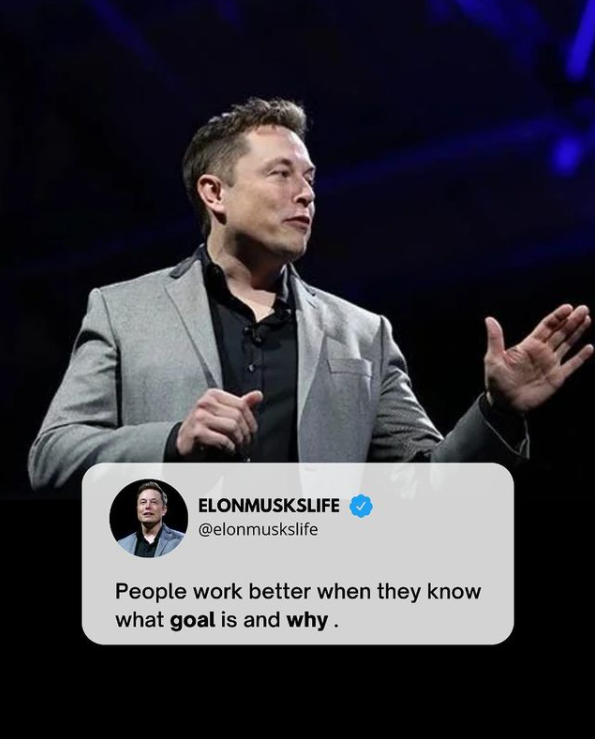 ELONMUSKSLIFE
@elonmuskslife
People work better when they know
what goal is and why .